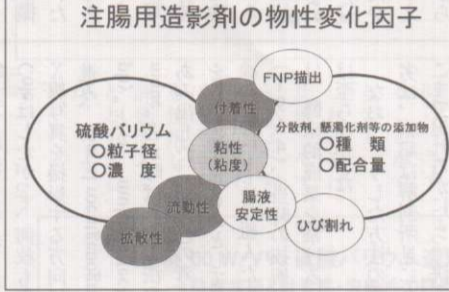 注腸用造影剤の物性変化因子
FNP描出
付着性
硫酸バリウム
○粒子径
○濃　度
粘性
(粘度)
分散剤、懸濁化剤等の添加物
○種　類
○配合量
流動性
腸液
安定性
拡散性
ひび割れ